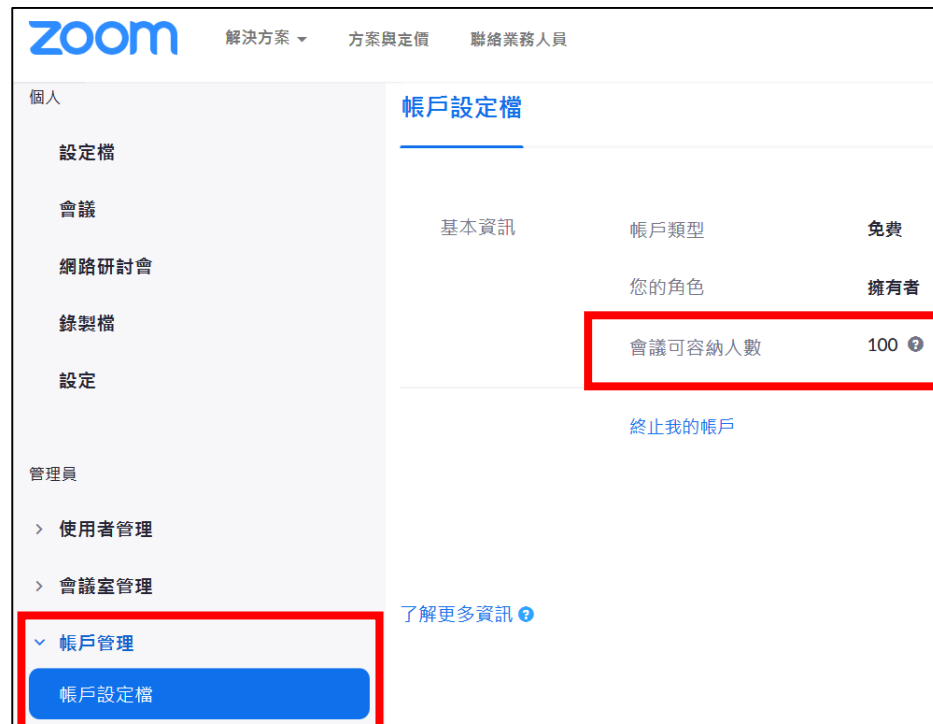 zoom 解決方案 方案與定價 聯絡業務人員
個人
設定檔
會議
網路研討會
錄製檔
設定
管理員
使用者管理
會議室管理
帳戶管理
帳戶設定檔
帳戶設定檔
基本資訊 帳戶類型 免費
您的角色 擁有者
會議可容納人數 100 ?
終止我的帳戶
了解更多資訊 ?